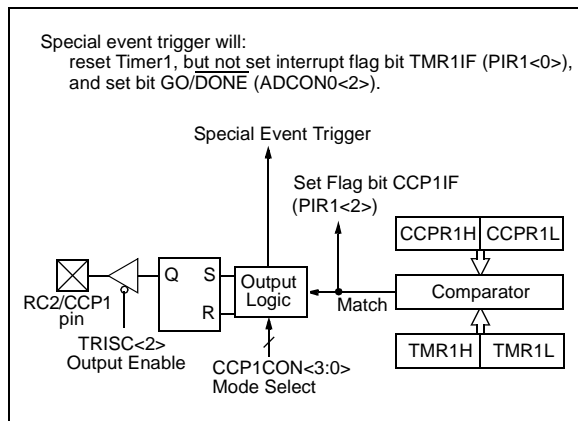 Special event trigger will:
reset Timer1, but not set interrupt flag bit TMR1IF (PIR1<0>),
and set bit GO/DONE (ADCON0<2>).
Special Event Trigger
Set Flag bit CCP1IF
(PIR1<2>)
CCPR1H CCPR1L
Q S Output
R Logic
Match
Comparator
RC2/CCP1
pin
TRISC<2>
Output Enable
CCP1CON<3:0>
Mode Select
TMR1H TMR1L